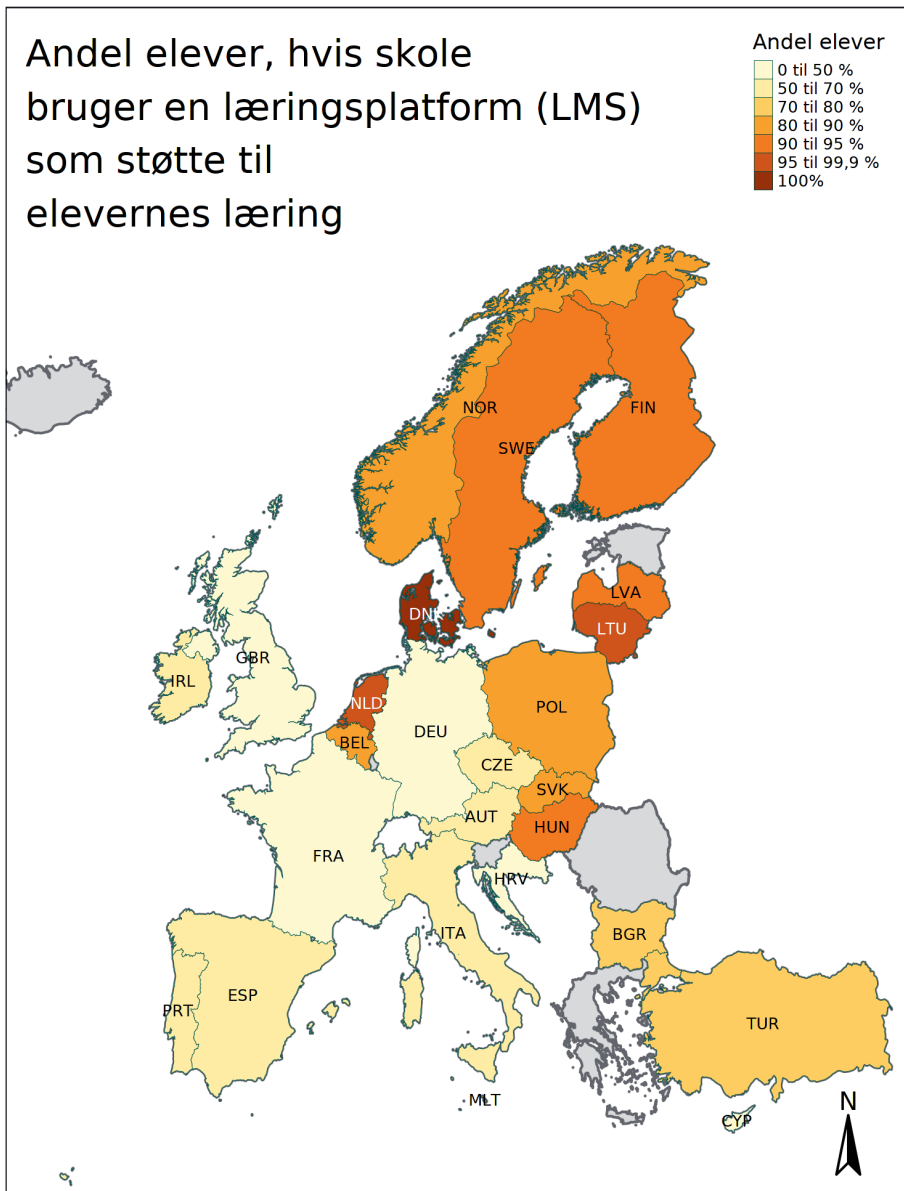 Andel elever, hvis skole
bruger en læringsplatform (LMS)
som støtte til
elevernes læring
Andel elever
0 til 50 %
50 til 70 %
70 til 80 %
80 til 90 %
90 til 95 %
95 til 99,9 %
100%
NOR
FIN
SWE
LVA
DNK
LTU
GBR
IRL
NLD
POL
DEU
BEL
CZE
SVK
AUT
HUN
FRA
HRV
ITA
BGR
ESP
PRT
TUR
MLT
N
CYP